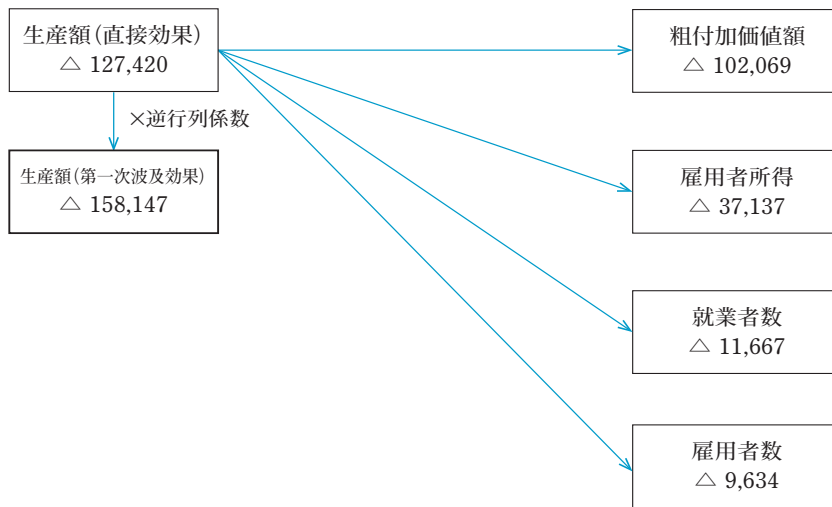 生産額（直接効果）
△ 127,420
×逆行列係数
生産額（第一次波及効果）
△ 158,147
粗付加価値額
△ 102,069
雇用者所得
△ 37,137
就業者数
△ 11,667
雇用者数
△ 9,634